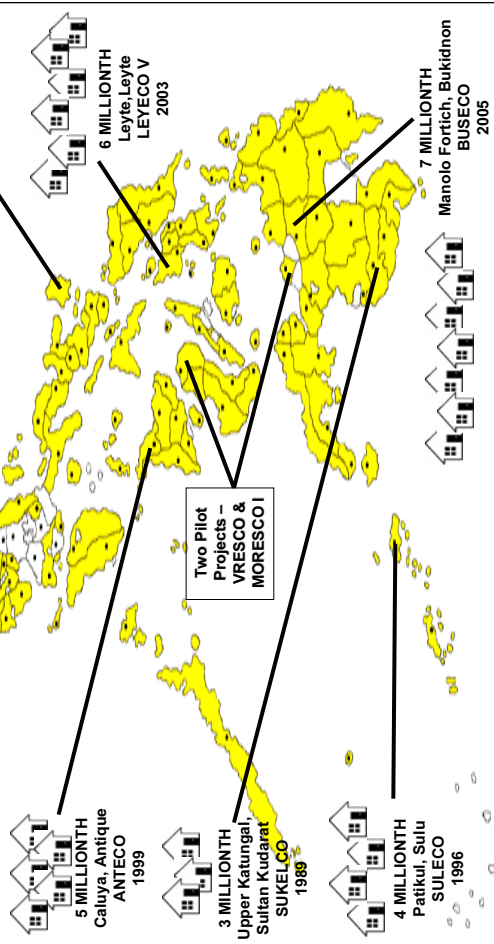 6 MILLIONTH
Leyte,Leyte
LEYECO V
2003
7 MILLIONTH
Manolo Fortich, Bukidnon
BUSECO
2005
Two Pilot
Projects –
VRESCO &
MORESCO I
5 MILLIONTH
Caluya, Antique
ANTECO
1999
3 MILLIONTH
Upper Katungal,
Sultan Kudarat
SUKELCO
1989
4 MILLIONTH
Patikul, Sulu
SULECO
1996